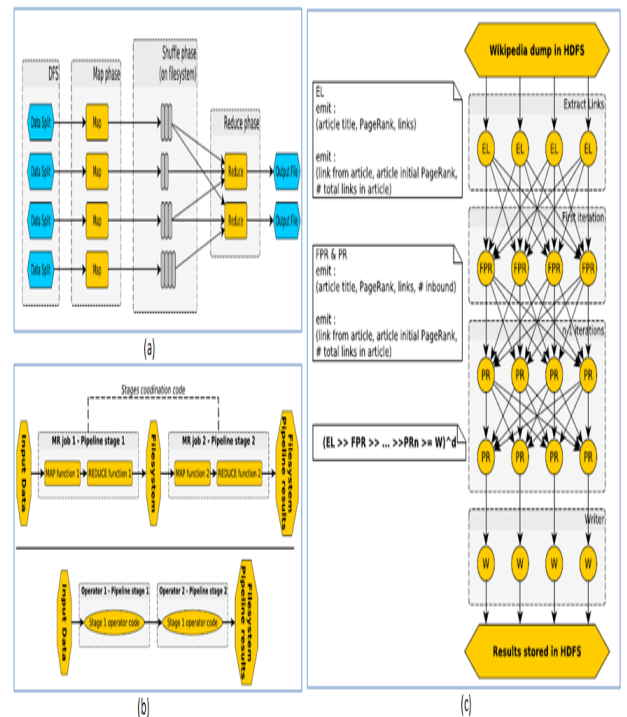 DFS
Map phase
Shuffle phase
(on filesystem)
Reduce phase
Data Split
Map
Data Split
Map
Reduce
Output File
Data Split
Map
Reduce
Output File
Data Split
Map
(a)
Stages coodination code
Input Data
MR job 1 - Pipeline stage 1
MAP function 1
REDUCE function 1
Filesystem
MR job 2 - Pipeline stage 2
MAP function 2
REDUCE function 2
Filesystem
Pipeline results
Input Data
Operator 1 - Pipeline stage 1
Stage 1 operator code
Operator 2 - Pipeline stage 2
Stage 1 operator code
Filesystem
Pipeline results
(b)
EL
emit :
(article title, PageRank, links)
emit :
(link from article, article initial PageRank,
# total links in article)
FPR & PR
emit :
(article title, PageRank, links, # inbound)
emit :
(link from article, article initial PageRank,
# total links in article)
(EL >> FPR >> ... >>PRn >= W)^d
Wikipedia dump in HDFS
Extract Links
EL EL EL EL
First iteration
FPR FPR FPR FPR
n-1 iterations
PR PR PR PR
PR PR PR PR
Writer
W W W W
Results stored in HDFS
(c)